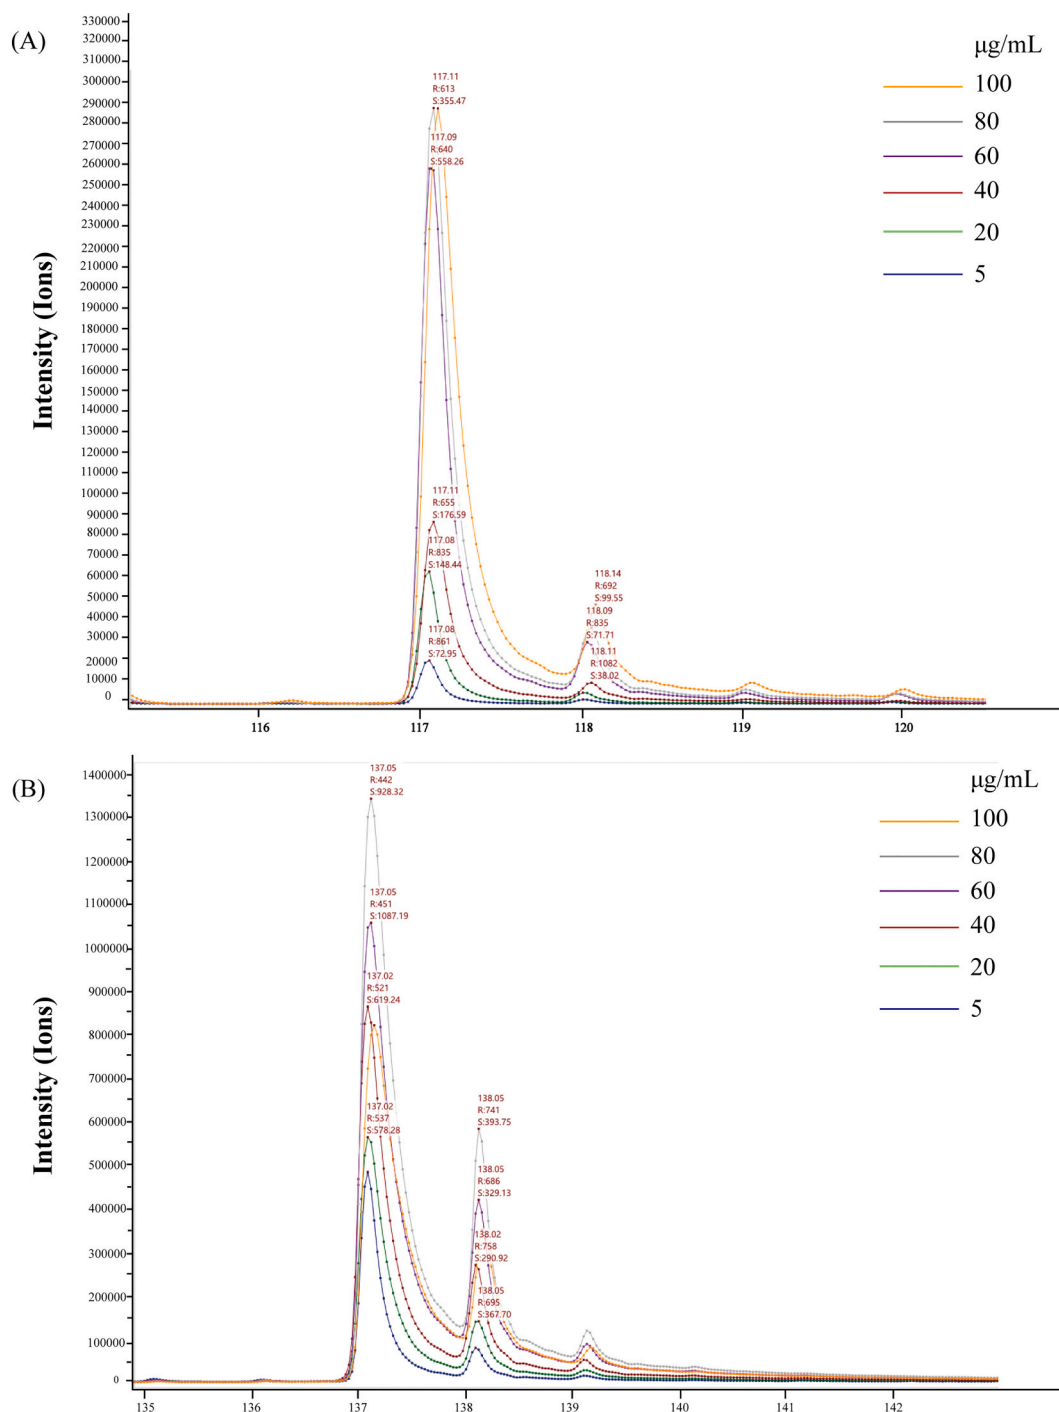 (A)
Intensity (Ions)
330000
320000
310000
300000
290000
280000
270000
260000
250000
240000
230000
220000
210000
200000
190000
180000
170000
160000
150000
140000
130000
120000
110000
100000
90000
80000
70000
60000
50000
40000
30000
20000
10000
0
117.11
R:613
S:355.47
117.09
R:640
S:558.26
117.11
R:655
S:176.59
117.08
R:835
S:148.44
117.08
R:861
S:72.95
118.14
R:692
S:99.55
118.09
R:835
S:71.71
118.11
R:1082
S:38.02
116
117
118
119
120
μg/mL
100
80
60
40
20
5
(B)
Intensity (Ions)
1400000
1300000
1200000
1100000
1000000
900000
800000
700000
600000
500000
400000
300000
200000
100000
0
137.05
R:442
S:928.32
137.05
R:451
S:1087.19
137.02
R:521
S:619.24
137.02
R:537
S:578.28
138.05
R:741
S:393.75
138.05
R:686
S:329.13
138.02
R:758
S:290.92
138.05
R:695
S:367.70
135
136
137
138
139
140
141
142
μg/mL
100
80
60
40
20
5